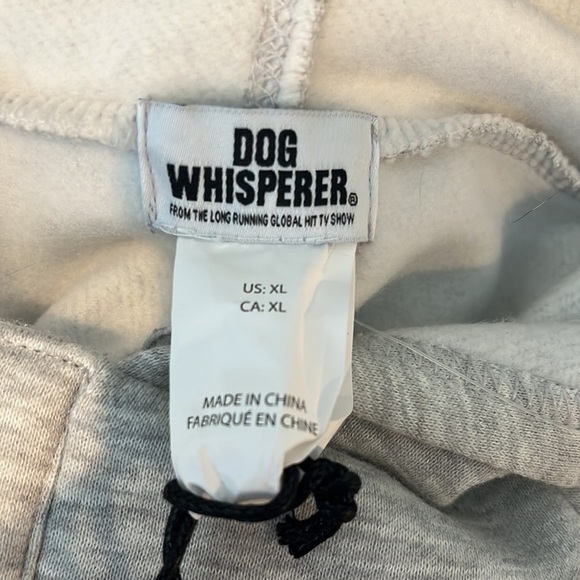 DOG
WHISPERER®
FROM THE LONG RUNNING GLOBAL HIT TV SHOW
US: XL
CA: XL
MADE IN CHINA
FABRIQUÉ EN CHINE